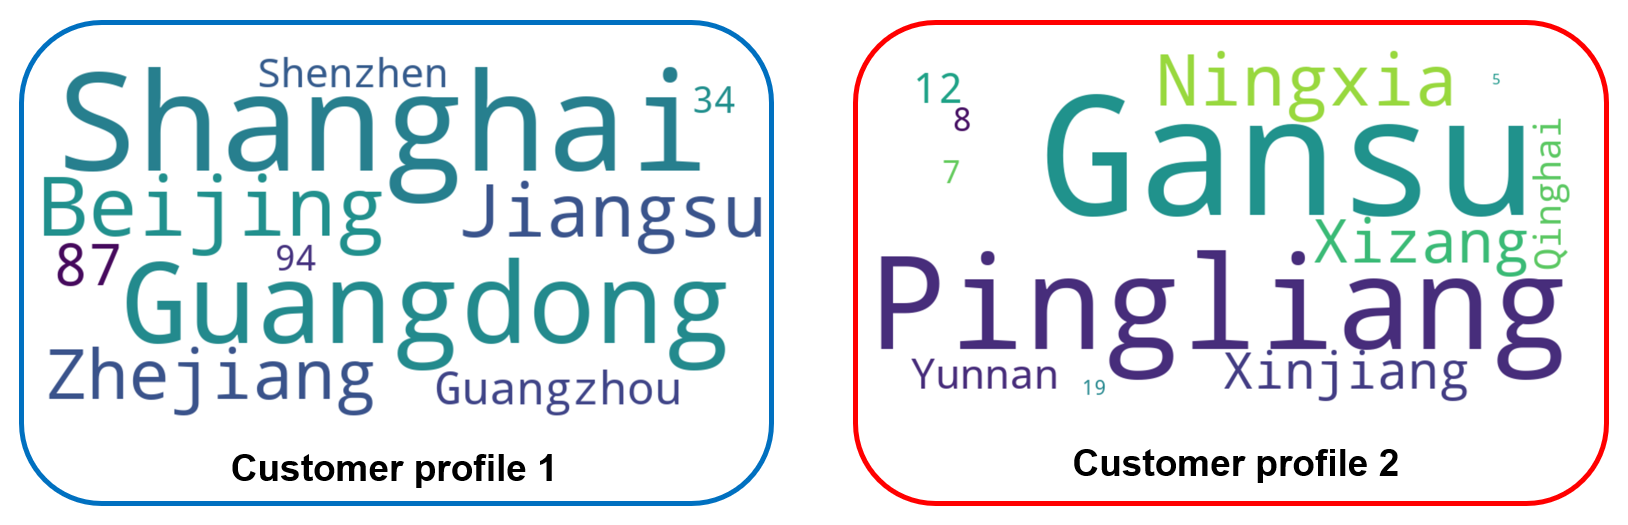 Shenzhen
Shanghai
34
Beijing
Jiangsu
87
94
Guangdong
Zhejiang
Guangzhou
Customer profile 1
Ningxia
5
12
8
Gansu
7
Qinghai
Xizang
Pingliang
Yunnan
19
Xinjiang
Customer profile 2